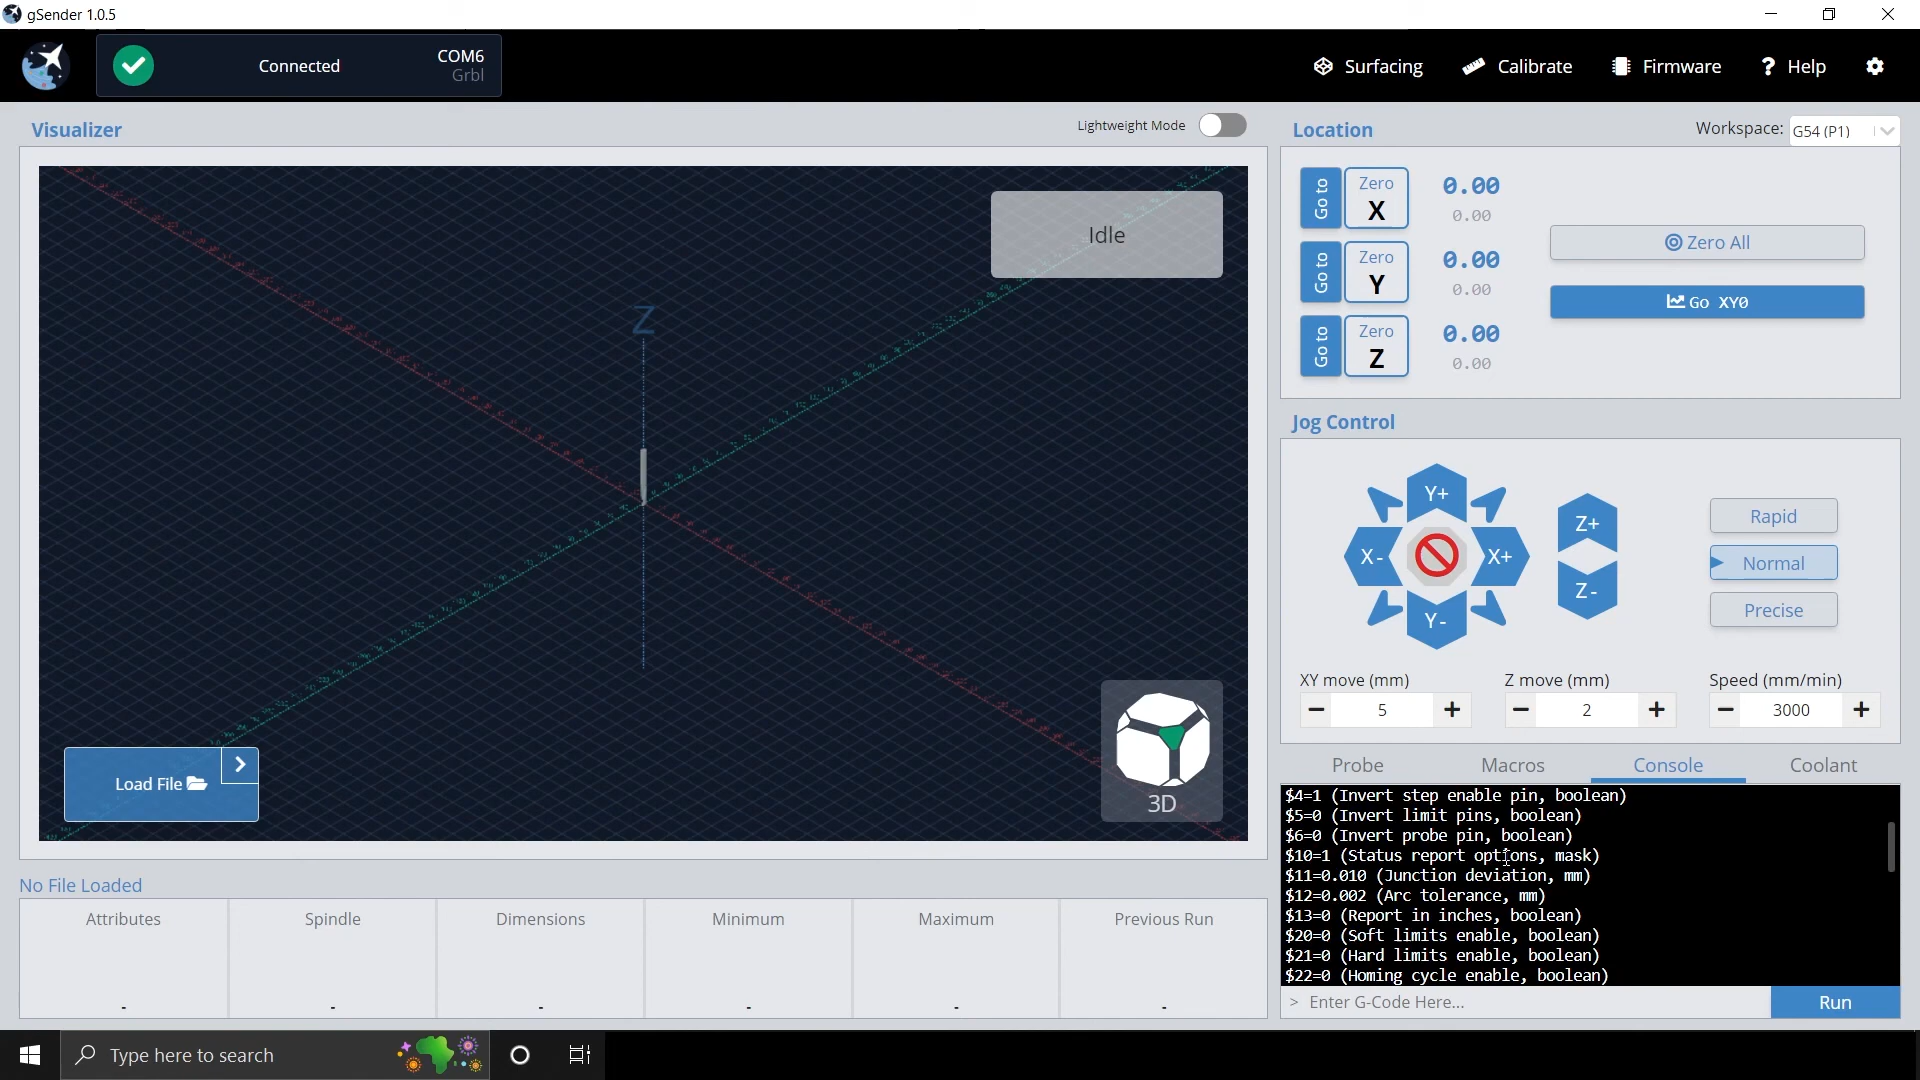 gSender 1.0.5
Connected
COM6
Grbl
Surfacing
Calibrate
Firmware
? Help
Visualizer
Lightweight Mode
Location
Workspace:
G54 (P1)
Idle
Z
Go to
Zero
X
0.00
0.00
Go to
Zero
Y
0.00
0.00
Go to
Zero
Z
0.00
0.00
Zero All
Go XY0
Jog Control
Y+
X-
X+
Y-
Z+
Z-
Rapid
Normal
Precise
XY move (mm)
Z move (mm)
Speed (mm/min)
− 5 +
− 2 +
− 3000 +
Load File
3D
Probe
Macros
Console
Coolant
$4=1 (Invert step enable pin, boolean)
$5=0 (Invert limit pins, boolean)
$6=0 (Invert probe pin, boolean)
$10=1 (Status report options, mask)
$11=0.010 (Junction deviation, mm)
$12=0.002 (Arc tolerance, mm)
$13=0 (Report in inches, boolean)
$20=0 (Soft limits enable, boolean)
$21=0 (Hard limits enable, boolean)
$22=0 (Homing cycle enable, boolean)
> Enter G-Code Here...
Run
No File Loaded
Attributes
Spindle
Dimensions
Minimum
Maximum
Previous Run
- - - - - -
Type here to search